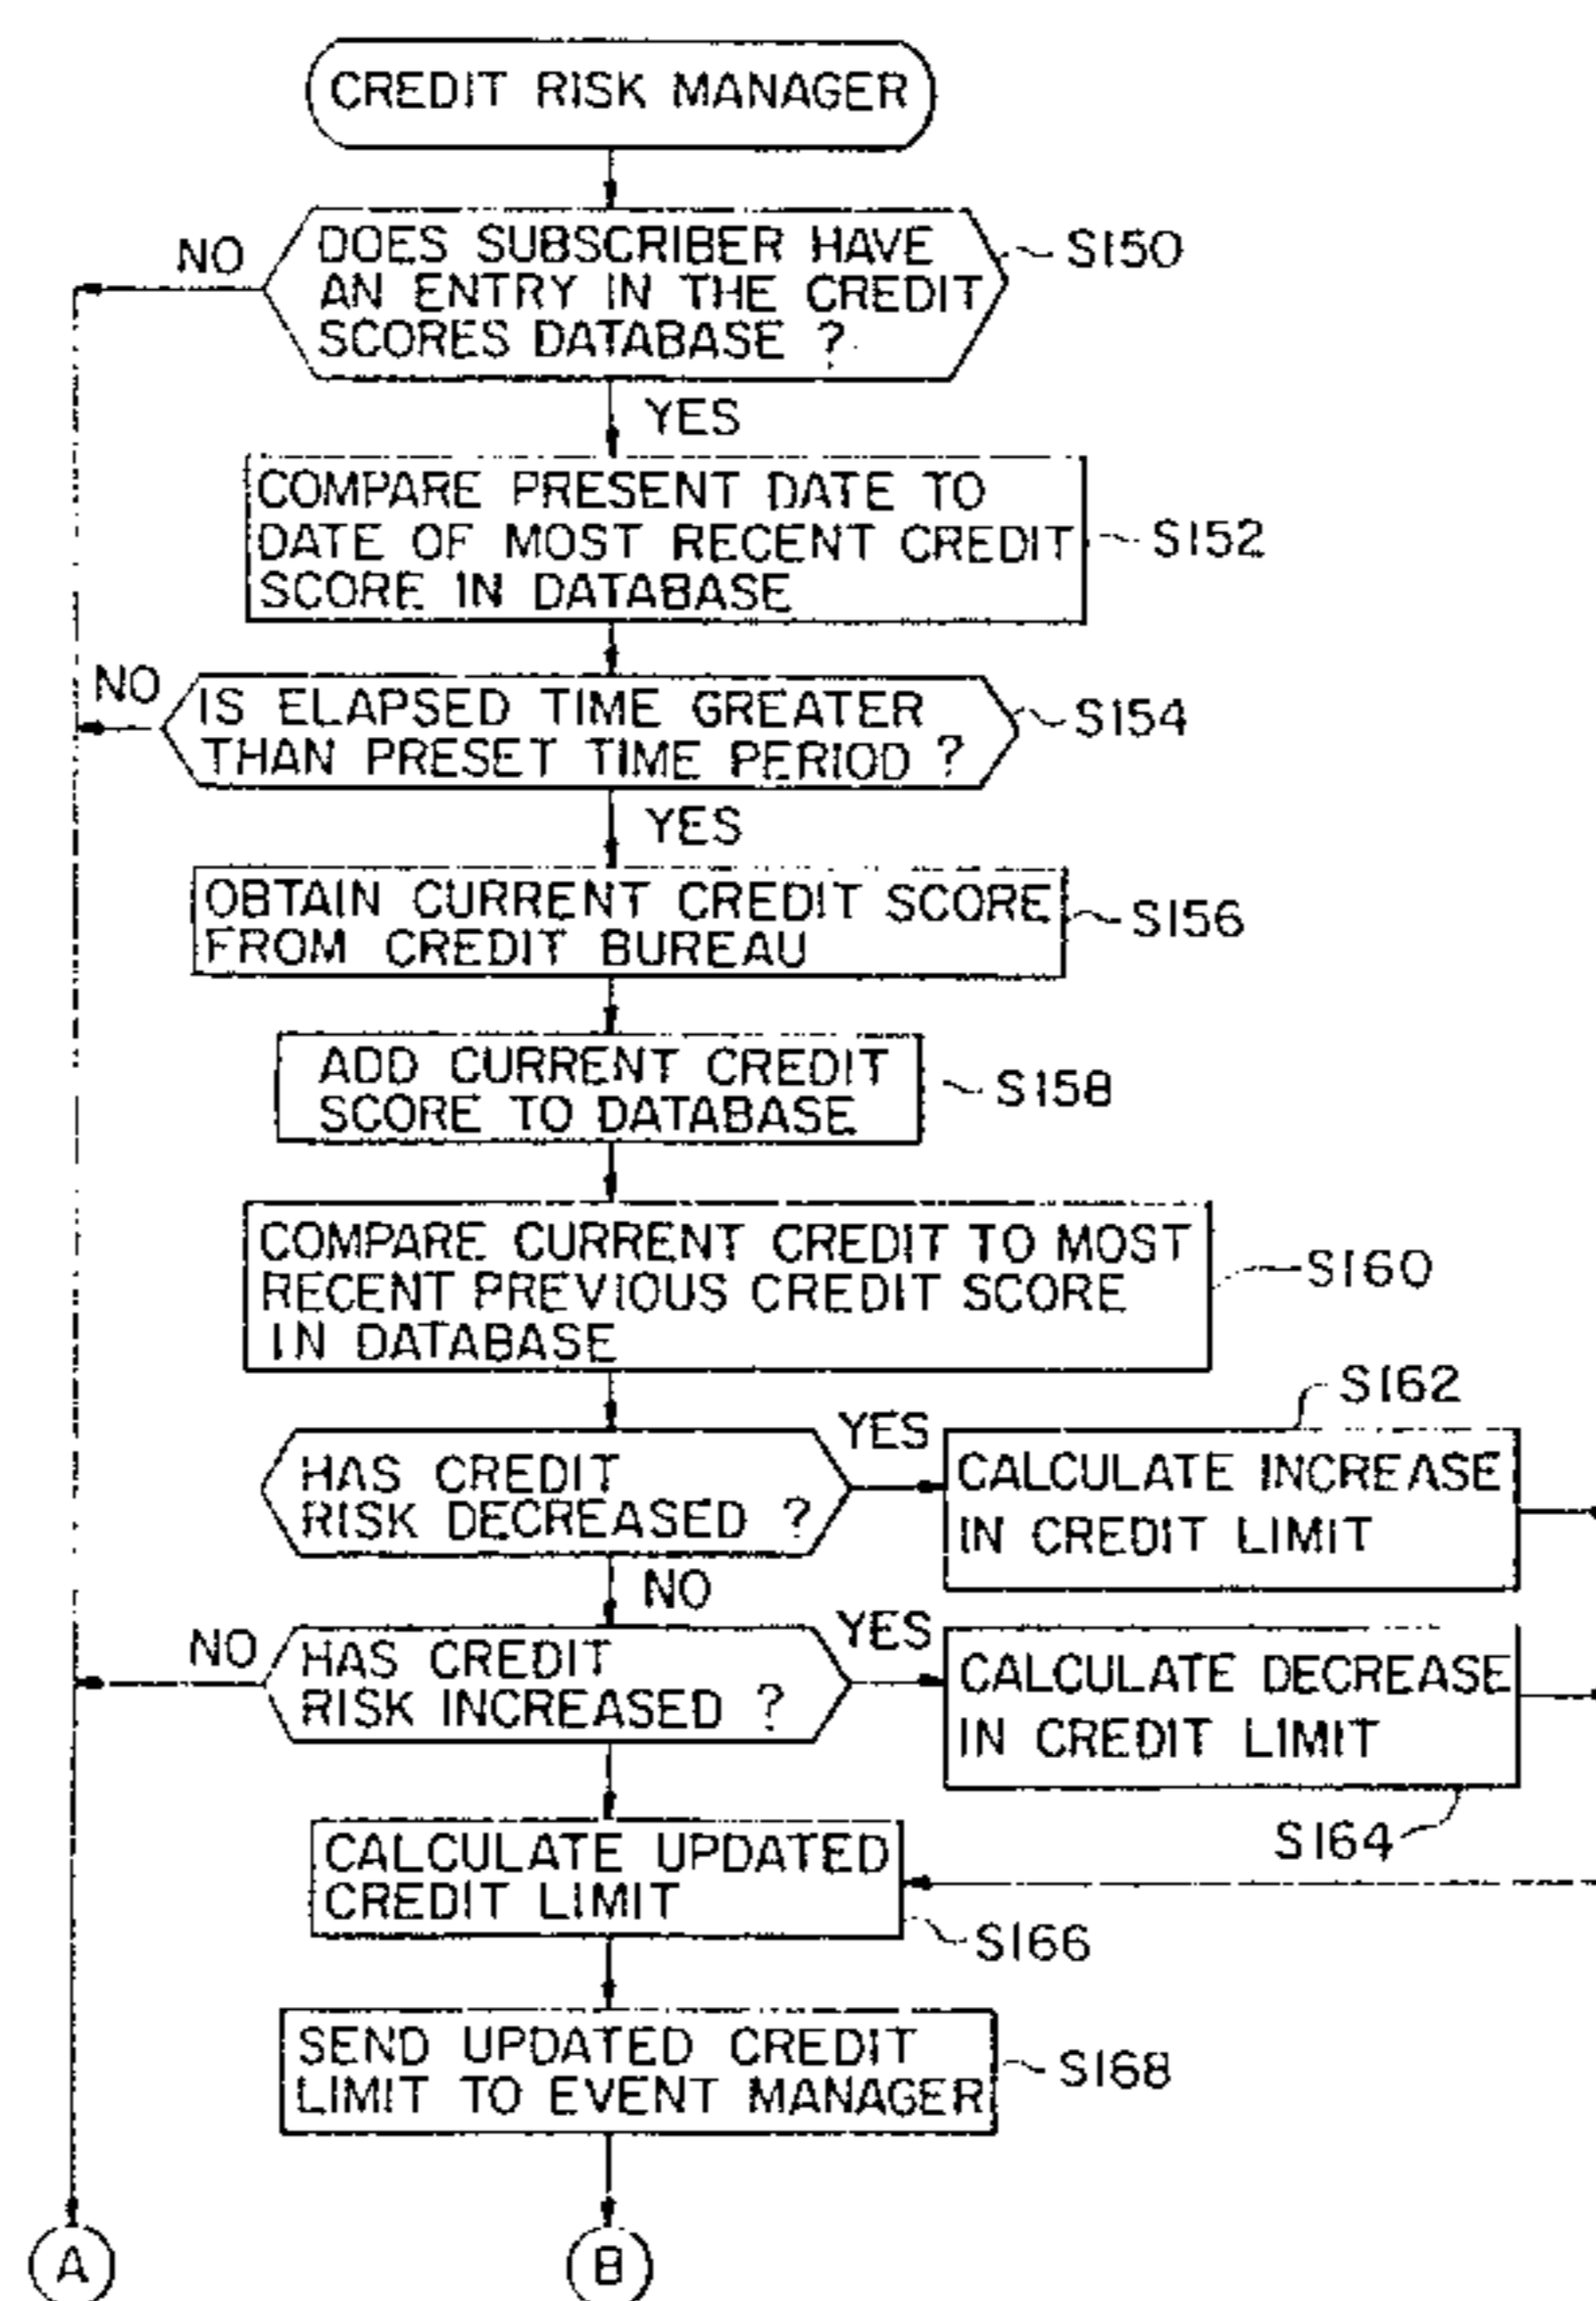 CREDIT RISK MANAGER
NO
DOES SUBSCRIBER HAVE
AN ENTRY IN THE CREDIT
SCORES DATABASE ?
S150
YES
COMPARE PRESENT DATE TO
DATE OF MOST RECENT CREDIT
SCORE IN DATABASE
S152
NO
IS ELAPSED TIME GREATER
THAN PRESET TIME PERIOD ?
S154
YES
OBTAIN CURRENT CREDIT SCORE
FROM CREDIT BUREAU
S156
ADD CURRENT CREDIT
SCORE TO DATABASE
S158
COMPARE CURRENT CREDIT TO MOST
RECENT PREVIOUS CREDIT SCORE
IN DATABASE
S160
HAS CREDIT
RISK DECREASED ?
YES
S162
CALCULATE INCREASE
IN CREDIT LIMIT
NO
NO
HAS CREDIT
RISK INCREASED ?
YES
CALCULATE DECREASE
IN CREDIT LIMIT
S164
CALCULATE UPDATED
CREDIT LIMIT
S166
SEND UPDATED CREDIT
LIMIT TO EVENT MANAGER
S168
A
B